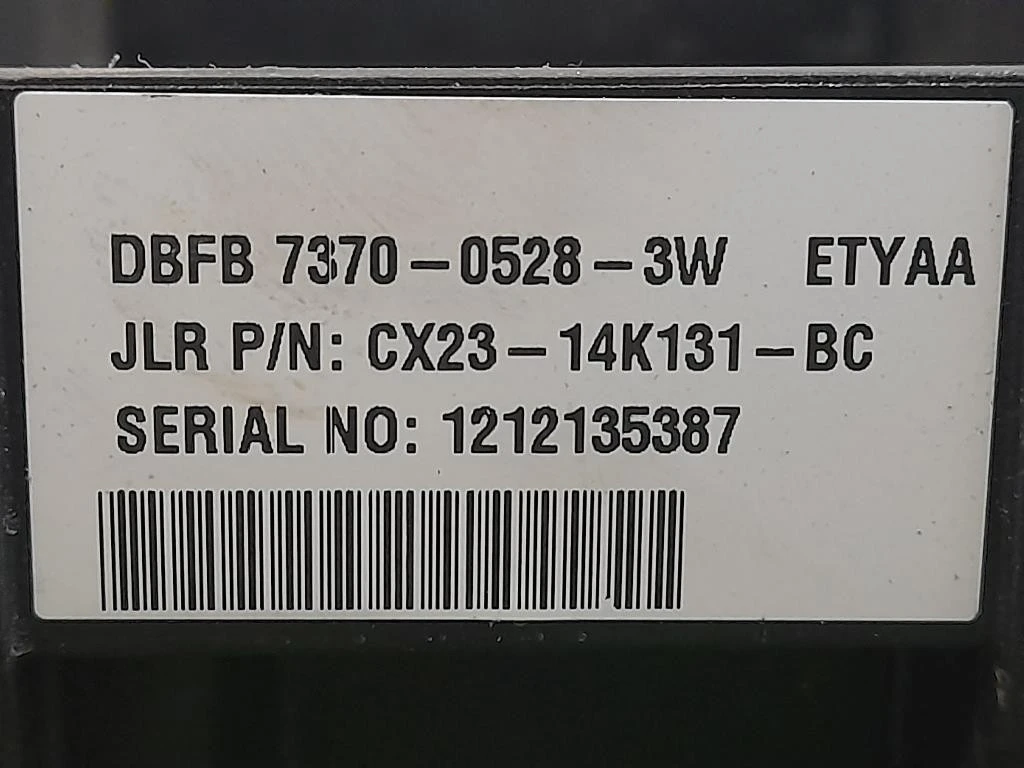 DBFB 7370-0528-3W ETYAA
JLR P/N: CX23-14K131-BC
SERIAL NO: 1212135387